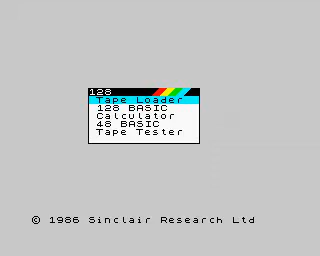 128
Tape Loader
128 BASIC
Calculator
48 BASIC
Tape Tester
© 1986 Sinclair Research Ltd